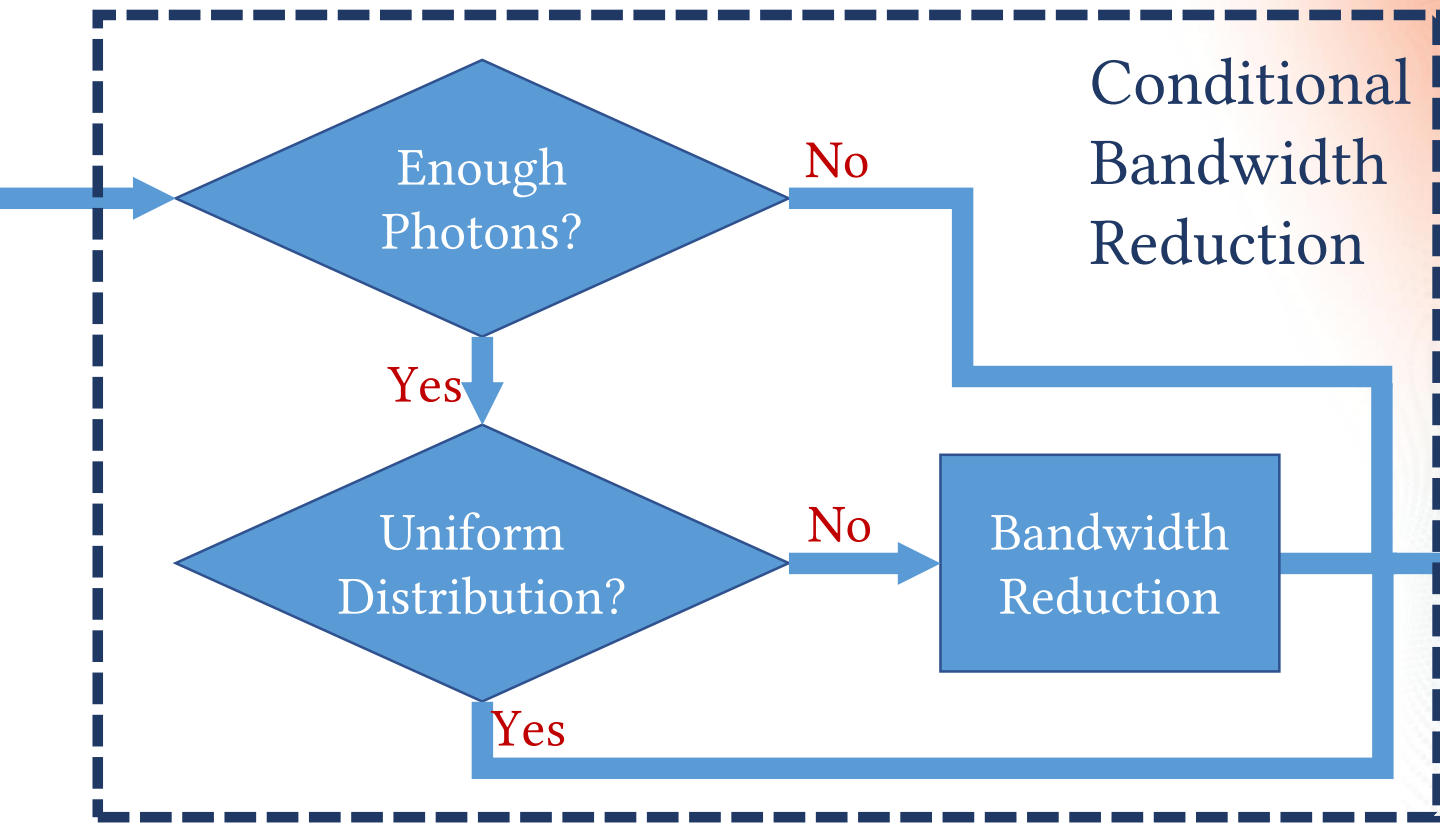 Conditional
Bandwidth
Reduction
Enough
Photons?
No
Yes
Uniform
Distribution?
No
Bandwidth
Reduction
Yes